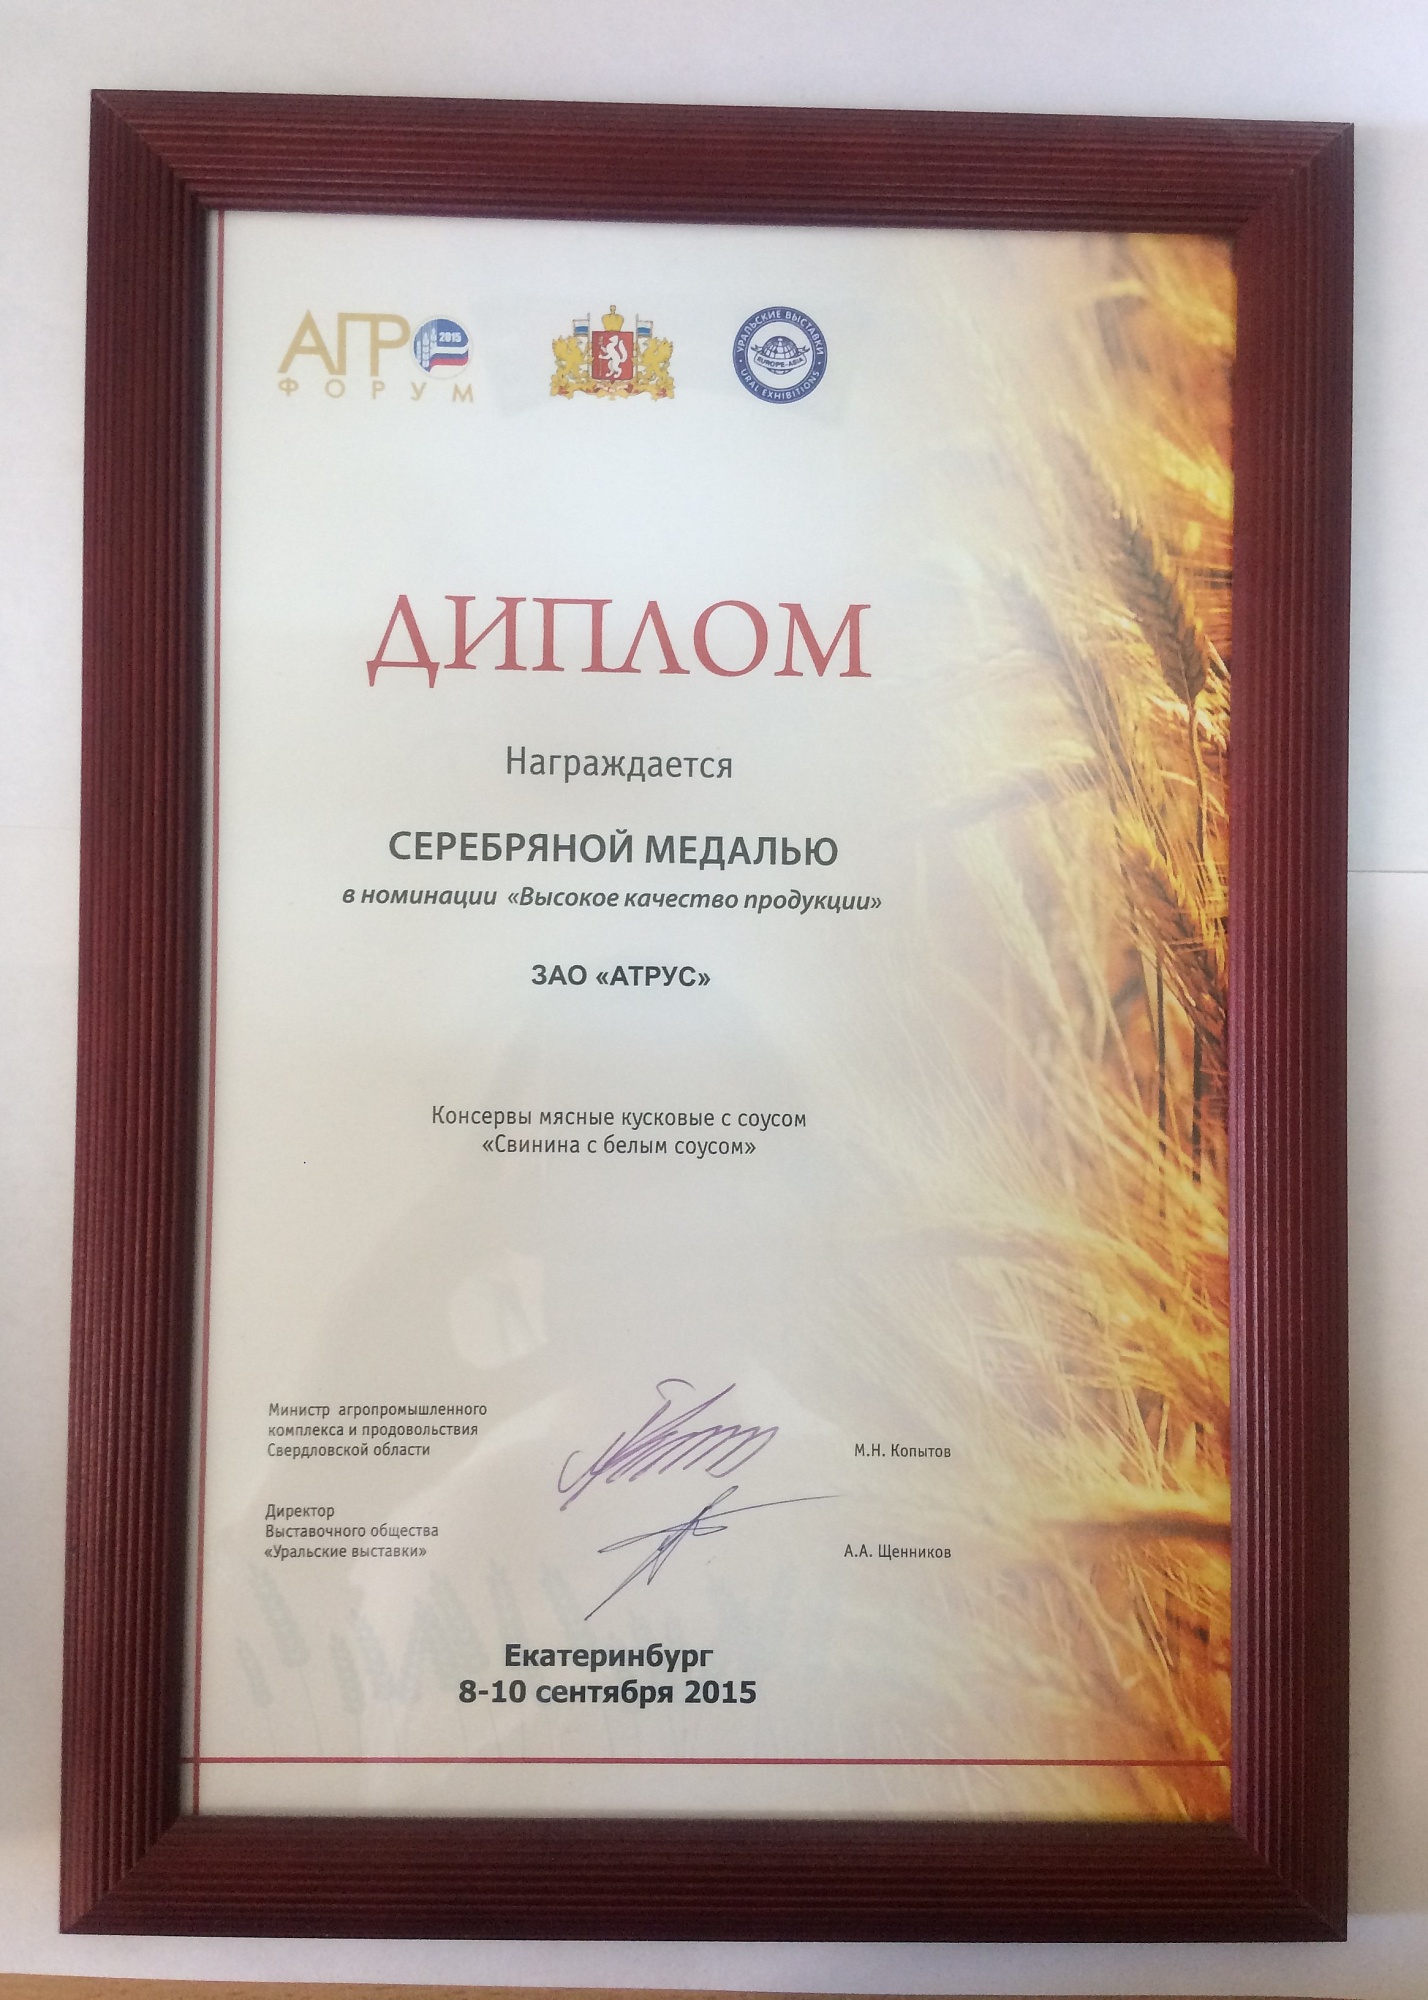 АГРО 2015
ФОРУМ
УРАЛЬСКИЕ ВЫСТАВКИ
EUROPE-ASIA
URAL EXHIBITIONS
ДИПЛОМ
Награждается
СЕРЕБРЯНОЙ МЕДАЛЬЮ
в номинации «Высокое качество продукции»
ЗАО «АТРУС»
Консервы мясные кусковые с соусом
«Свинина с белым соусом»
Министр агропромышленного
комплекса и продовольствия
Свердловской области
М.Н. Копытов
Директор
Выставочного общества
«Уральские выставки»
А.А. Щенников
Екатеринбург
8-10 сентября 2015